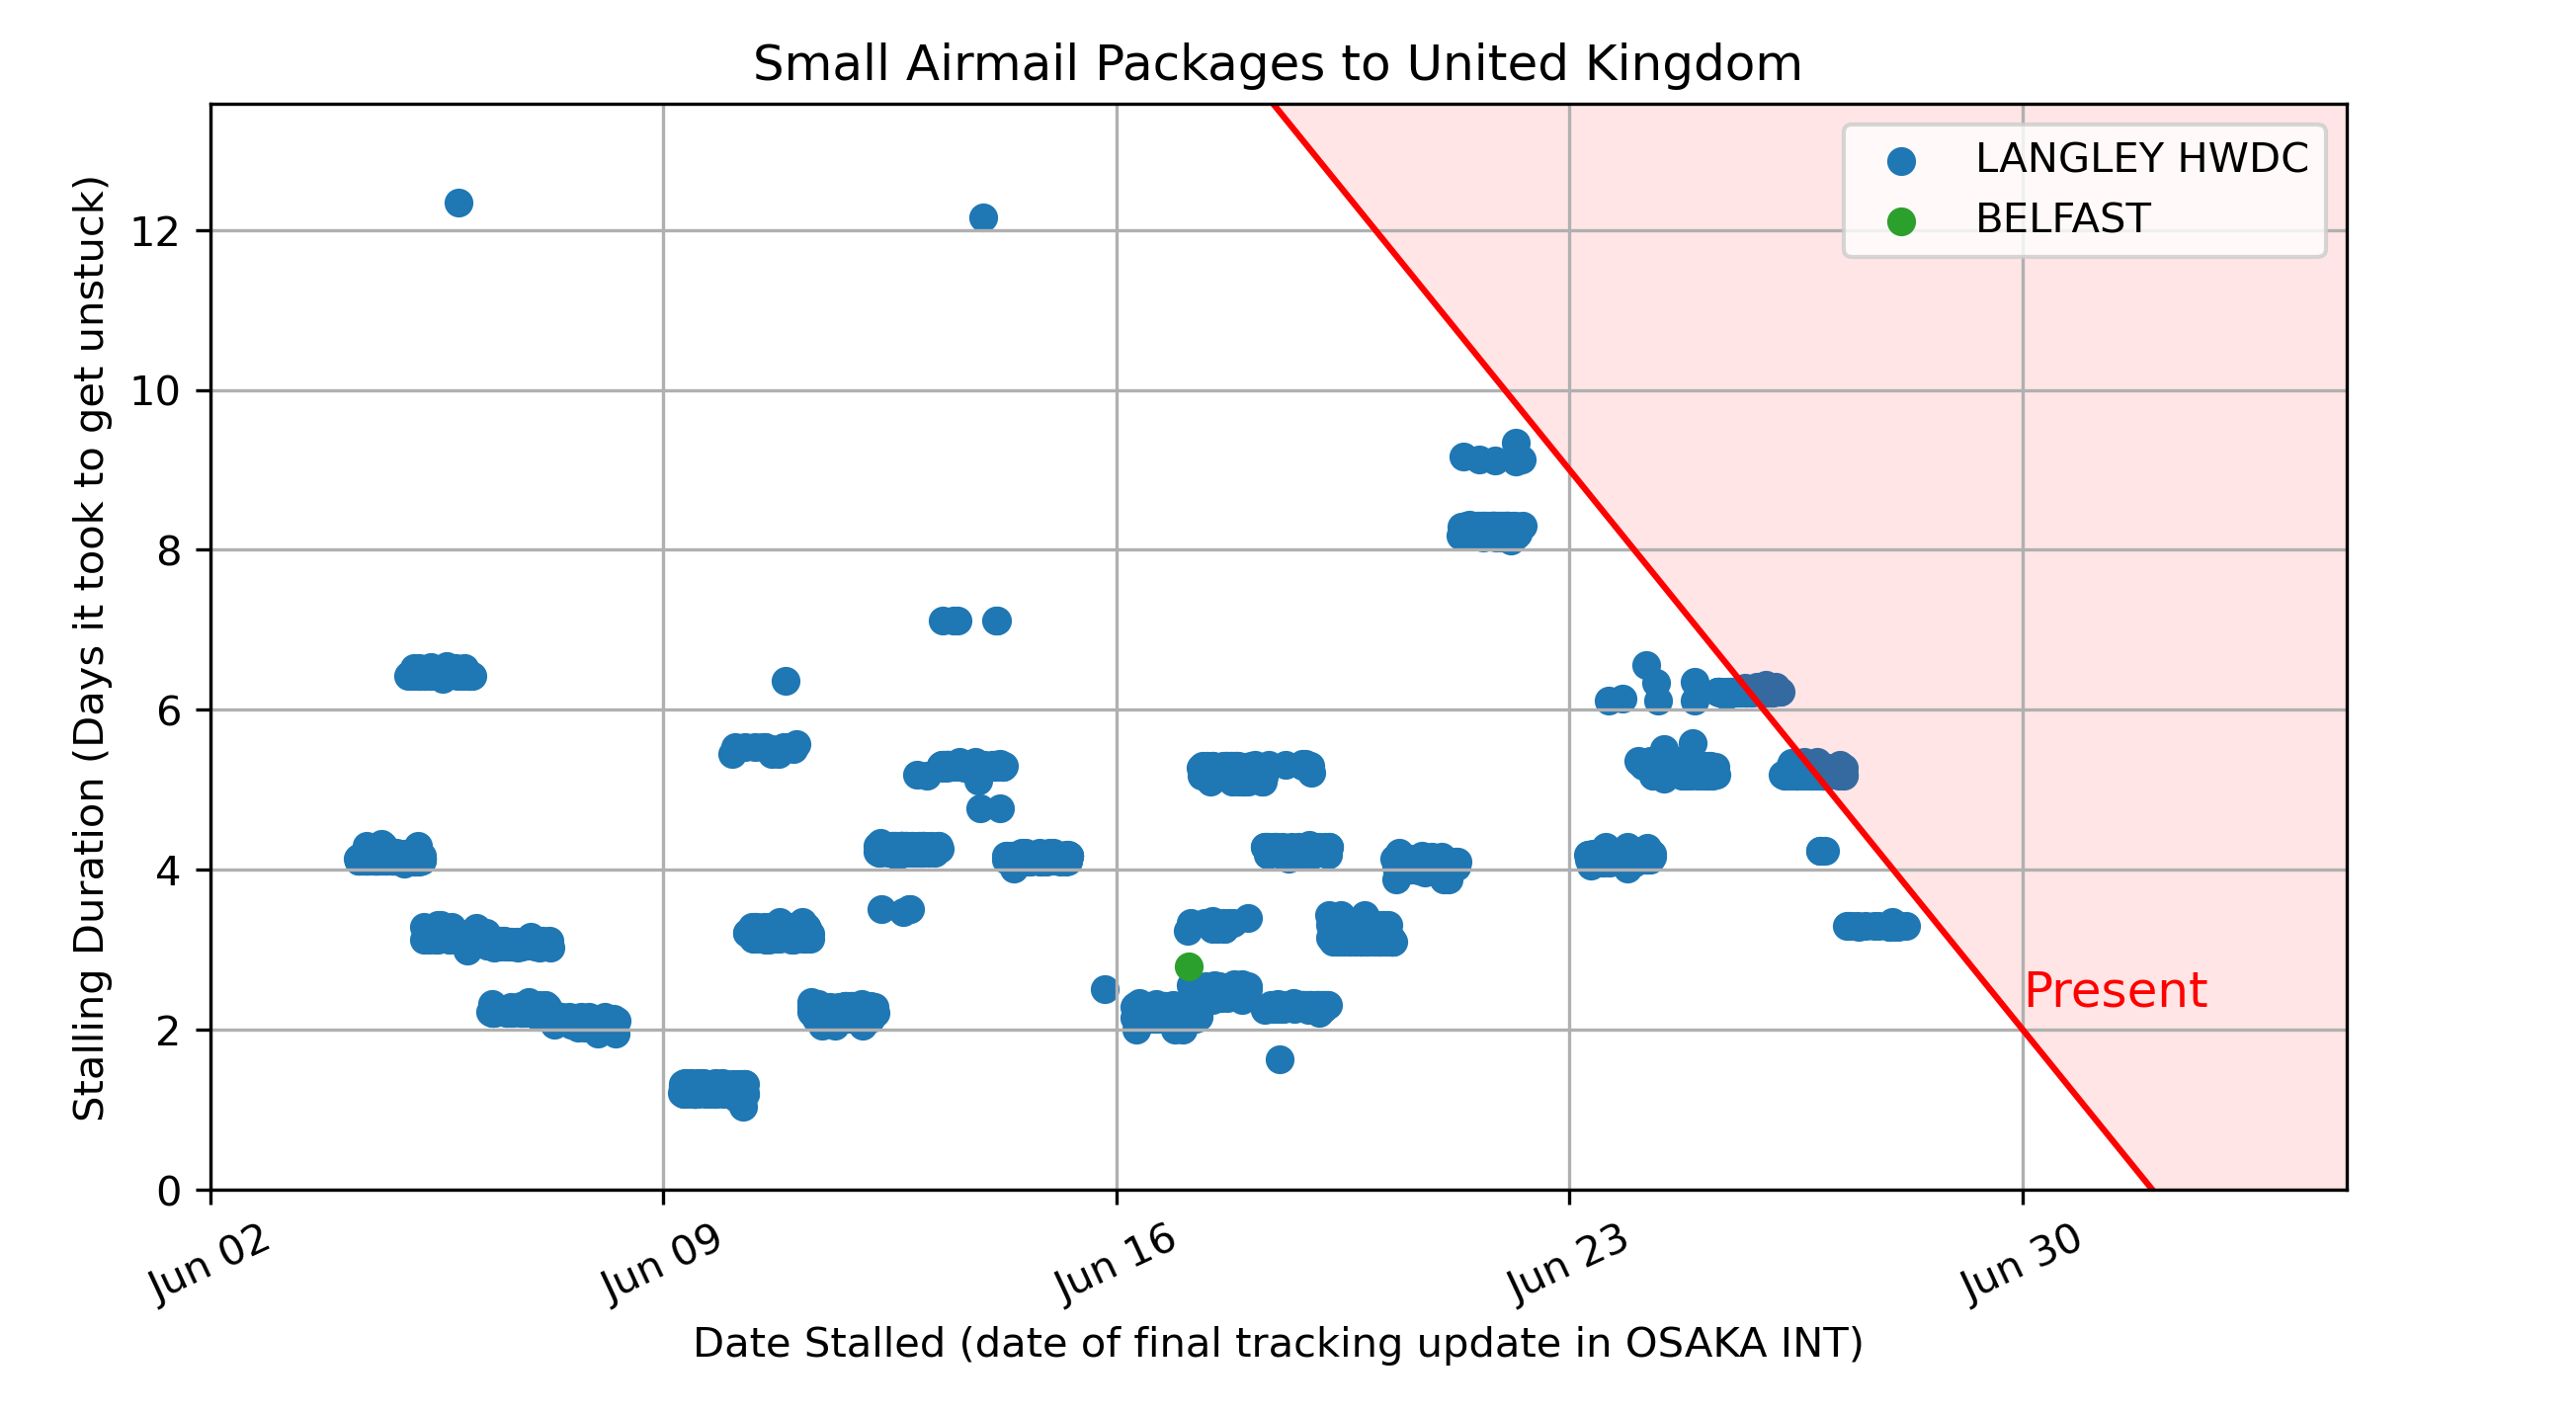 Small Airmail Packages to United Kingdom
LANGLEY HWDC
BELFAST
Stalling Duration (Days it took to get unstuck)
12
10
8
6
4
2
0
Present
Jun 02
Jun 09
Jun 16
Jun 23
Jun 30
Date Stalled (date of final tracking update in OSAKA INT)